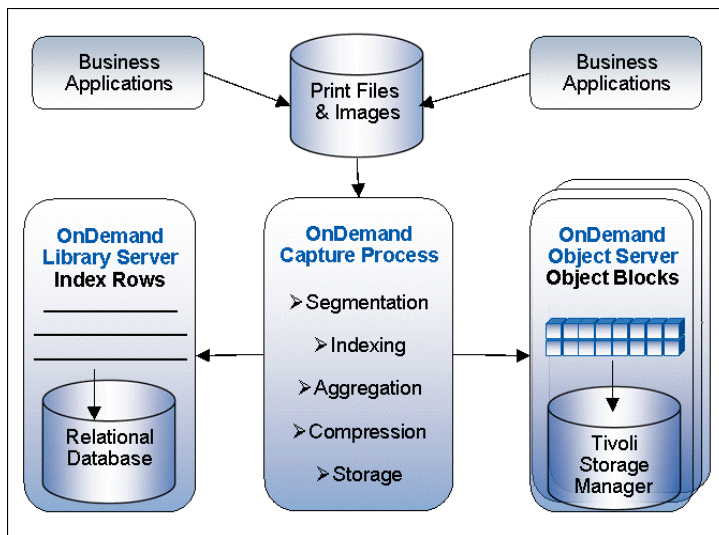 Business
Applications
Print Files
& Images
Business
Applications
OnDemand
Library Server
Index Rows
Relational
Database
OnDemand
Capture Process
➢Segmentation
➢Indexing
➢Aggregation
➢Compression
➢Storage
OnDemand
Object Server
Object Blocks
Tivoli
Storage
Manager